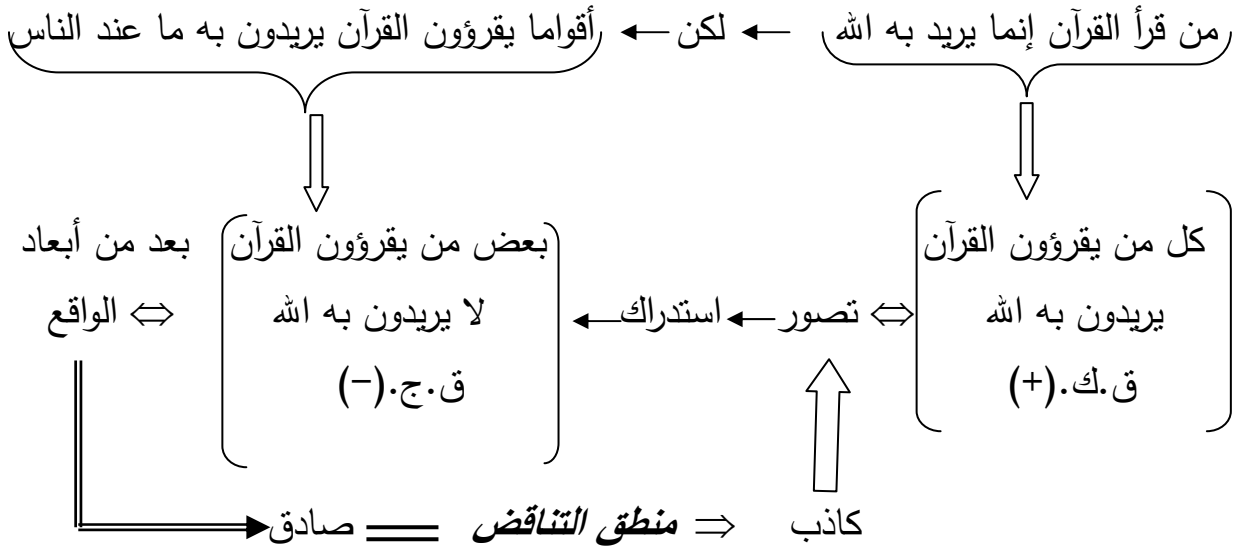 من قرأ القرآن إنما يريد به الله ← لكن ← أقواما يقرؤون القرآن يريدون به ما عند الناس
كل من يقرؤون القرآن
يريدون به الله
ق.ك.(+)
⇔ تصور ← استدراك ←
بعض من يقرؤون القرآن
لا يريدون به الله
ق.ج.(−)
بعد من أبعاد
⇔ الواقع
كاذب ⇒ منطق التناقض = صادق